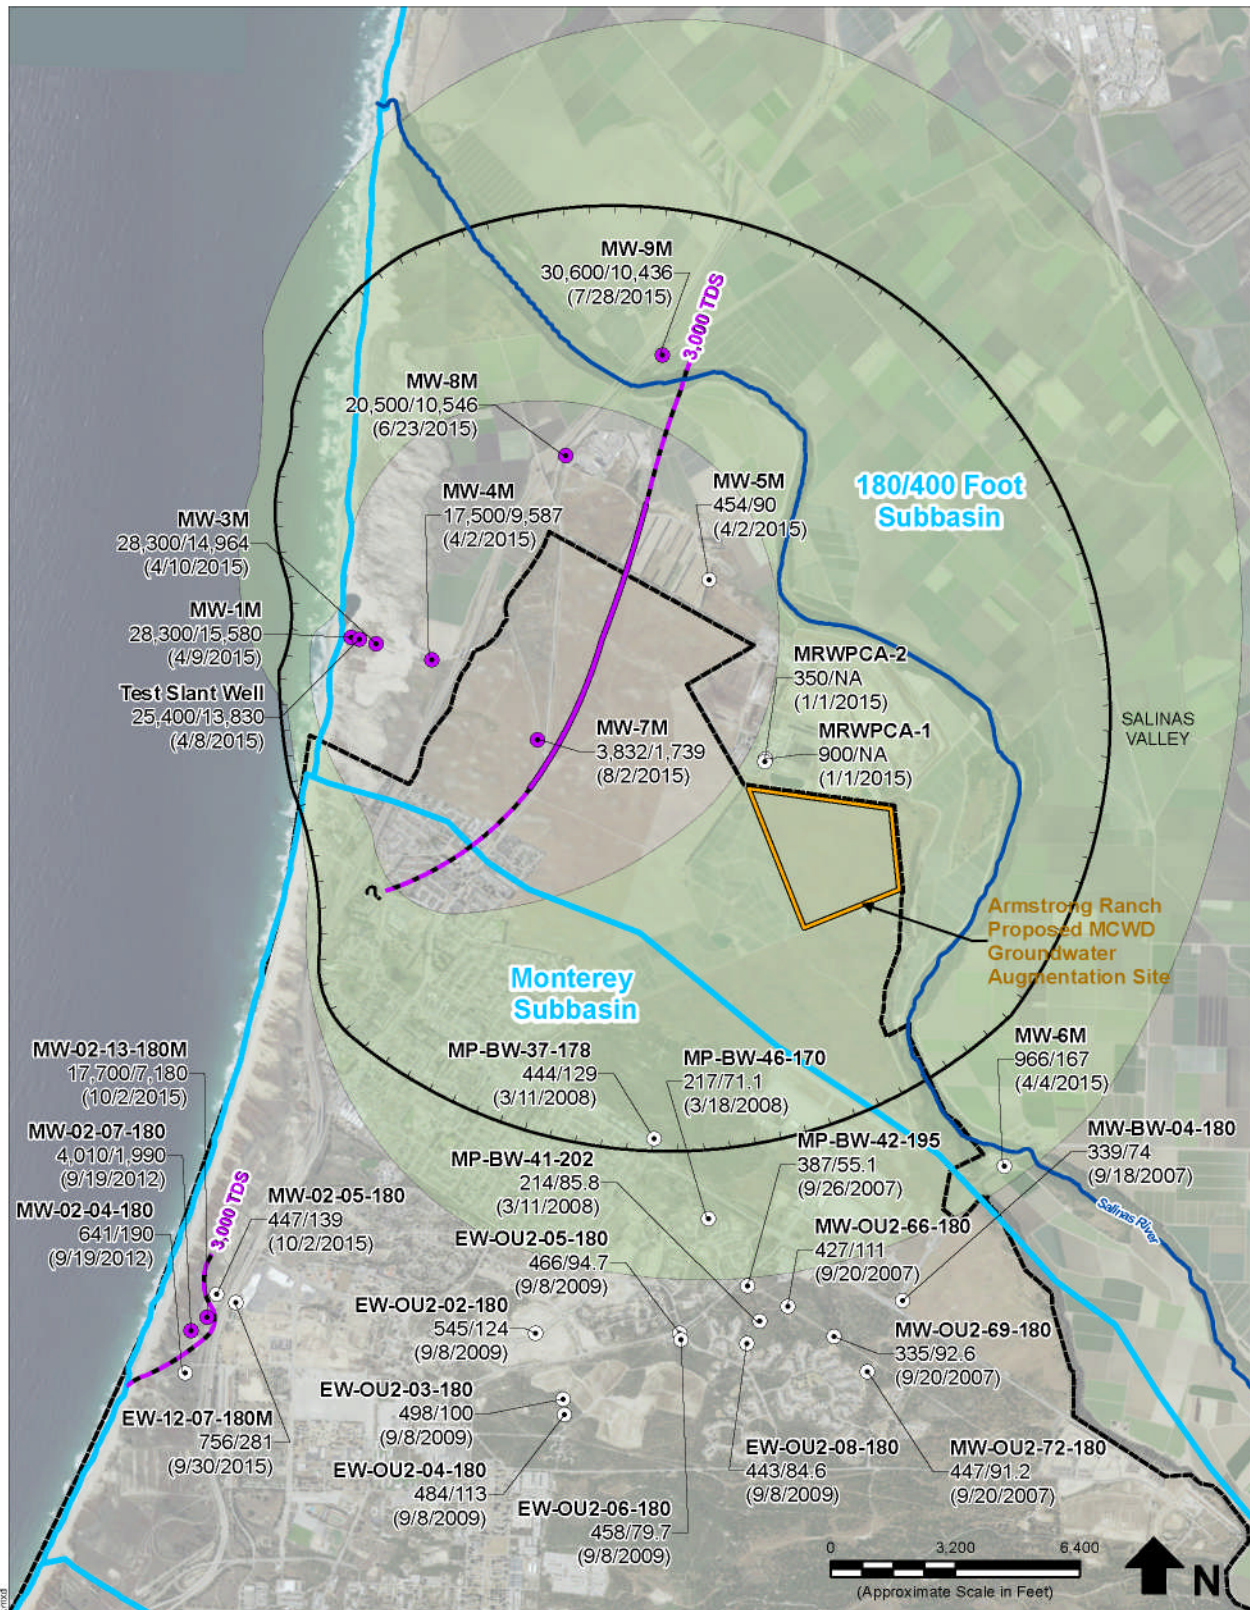 MW-9M
30,600/10,436
(7/28/2015)
3,000 TDS
MW-8M
20,500/10,546
(6/23/2015)
MW-4M
17,500/9,587
(4/2/2015)
MW-5M
454/90
(4/2/2015)
180/400 Foot
Subbasin
MW-3M
28,300/14,964
(4/10/2015)
MW-1M
28,300/15,580
(4/9/2015)
Test Slant Well
25,400/13,830
(4/8/2015)
MRWPCA-2
350/NA
(1/1/2015)
MW-7M
3,832/1,739
(8/2/2015)
MRWPCA-1
900/NA
(1/1/2015)
SALINAS
VALLEY
?
Armstrong Ranch
Proposed MCWD
Groundwater
Augmentation Site
Monterey
Subbasin
MW-02-13-180M
17,700/7,180
(10/2/2015)
MP-BW-37-178
444/129
(3/11/2008)
MP-BW-46-170
217/71.1
(3/18/2008)
MW-6M
966/167
(4/4/2015)
MW-02-07-180
4,010/1,990
(9/19/2012)
MP-BW-41-202
214/85.8
(3/11/2008)
MP-BW-42-195
387/55.1
(9/26/2007)
MW-BW-04-180
339/74
(9/18/2007)
MW-02-04-180
641/190
(9/19/2012)
3,000 TDS
MW-02-05-180
447/139
(10/2/2015)
EW-OU2-05-180
466/94.7
(9/8/2009)
MW-OU2-66-180
427/111
(9/20/2007)
Salinas River
EW-OU2-02-180
545/124
(9/8/2009)
MW-OU2-69-180
335/92.6
(9/20/2007)
EW-12-07-180M
756/281
(9/30/2015)
EW-OU2-03-180
498/100
(9/8/2009)
EW-OU2-04-180
484/113
(9/8/2009)
EW-OU2-06-180
458/79.7
(9/8/2009)
EW-OU2-08-180
443/84.6
(9/8/2009)
MW-OU2-72-180
447/91.2
(9/20/2007)
0 3,200 6,400
(Approximate Scale in Feet)
N